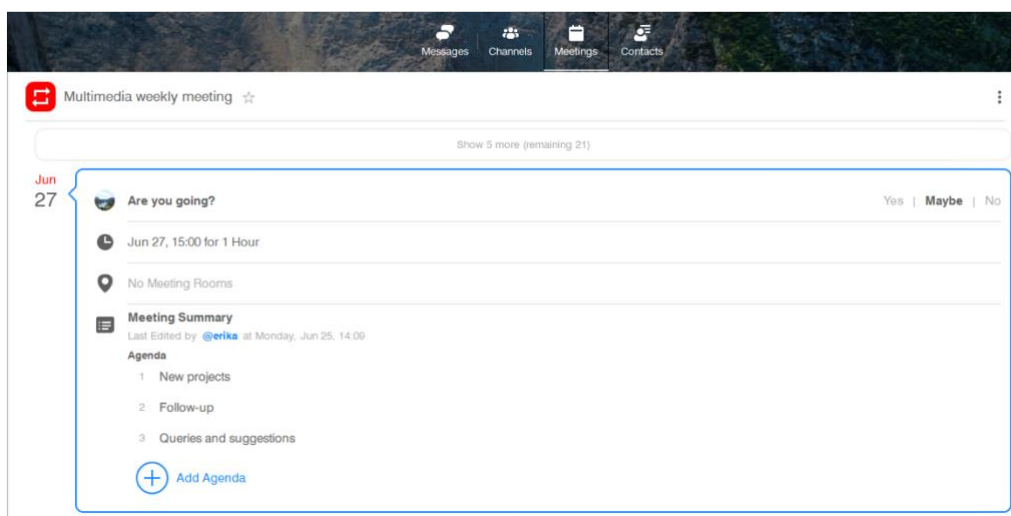 Messages Channels Meetings Contacts
Multimedia weekly meeting
Show 5 more (remaining 21)
Jun
27
Are you going?
Yes | Maybe | No
Jun 27, 15:00 for 1 Hour
No Meeting Rooms
Meeting Summary
Last Edited by @erika at Monday, Jun 25, 14:09
Agenda
1 New projects
2 Follow-up
3 Queries and suggestions
Add Agenda